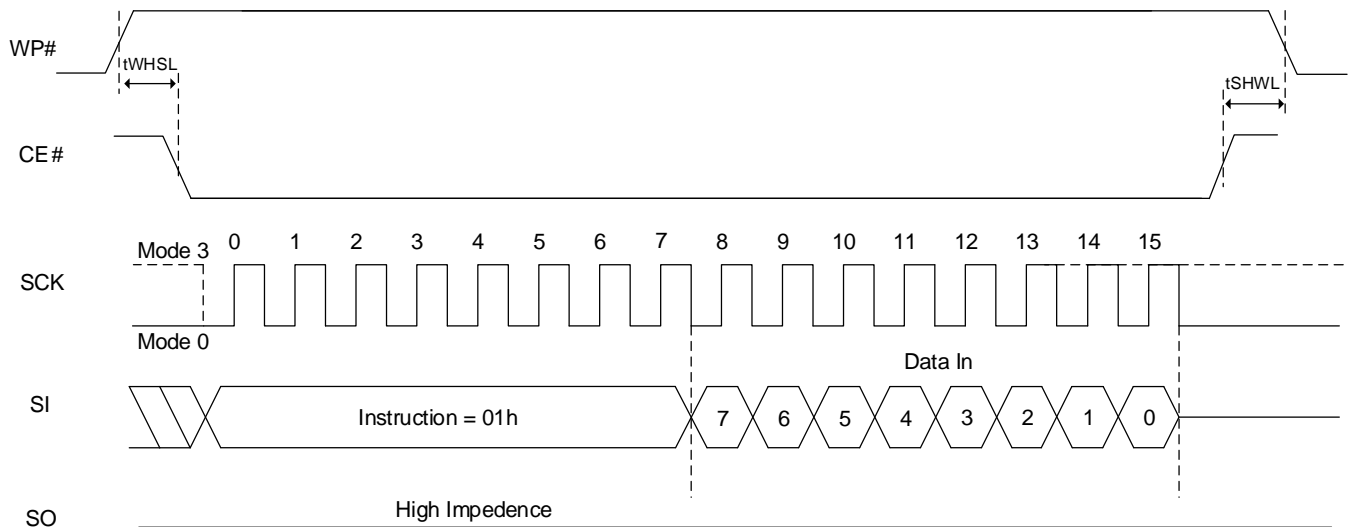 WP#
tWHSL
tSHWL
CE#
Mode 3
0 1 2 3 4 5 6 7 8 9 10 11 12 13 14 15
SCK
Mode 0
Data In
SI
Instruction = 01h
7 6 5 4 3 2 1 0
High Impedence
SO